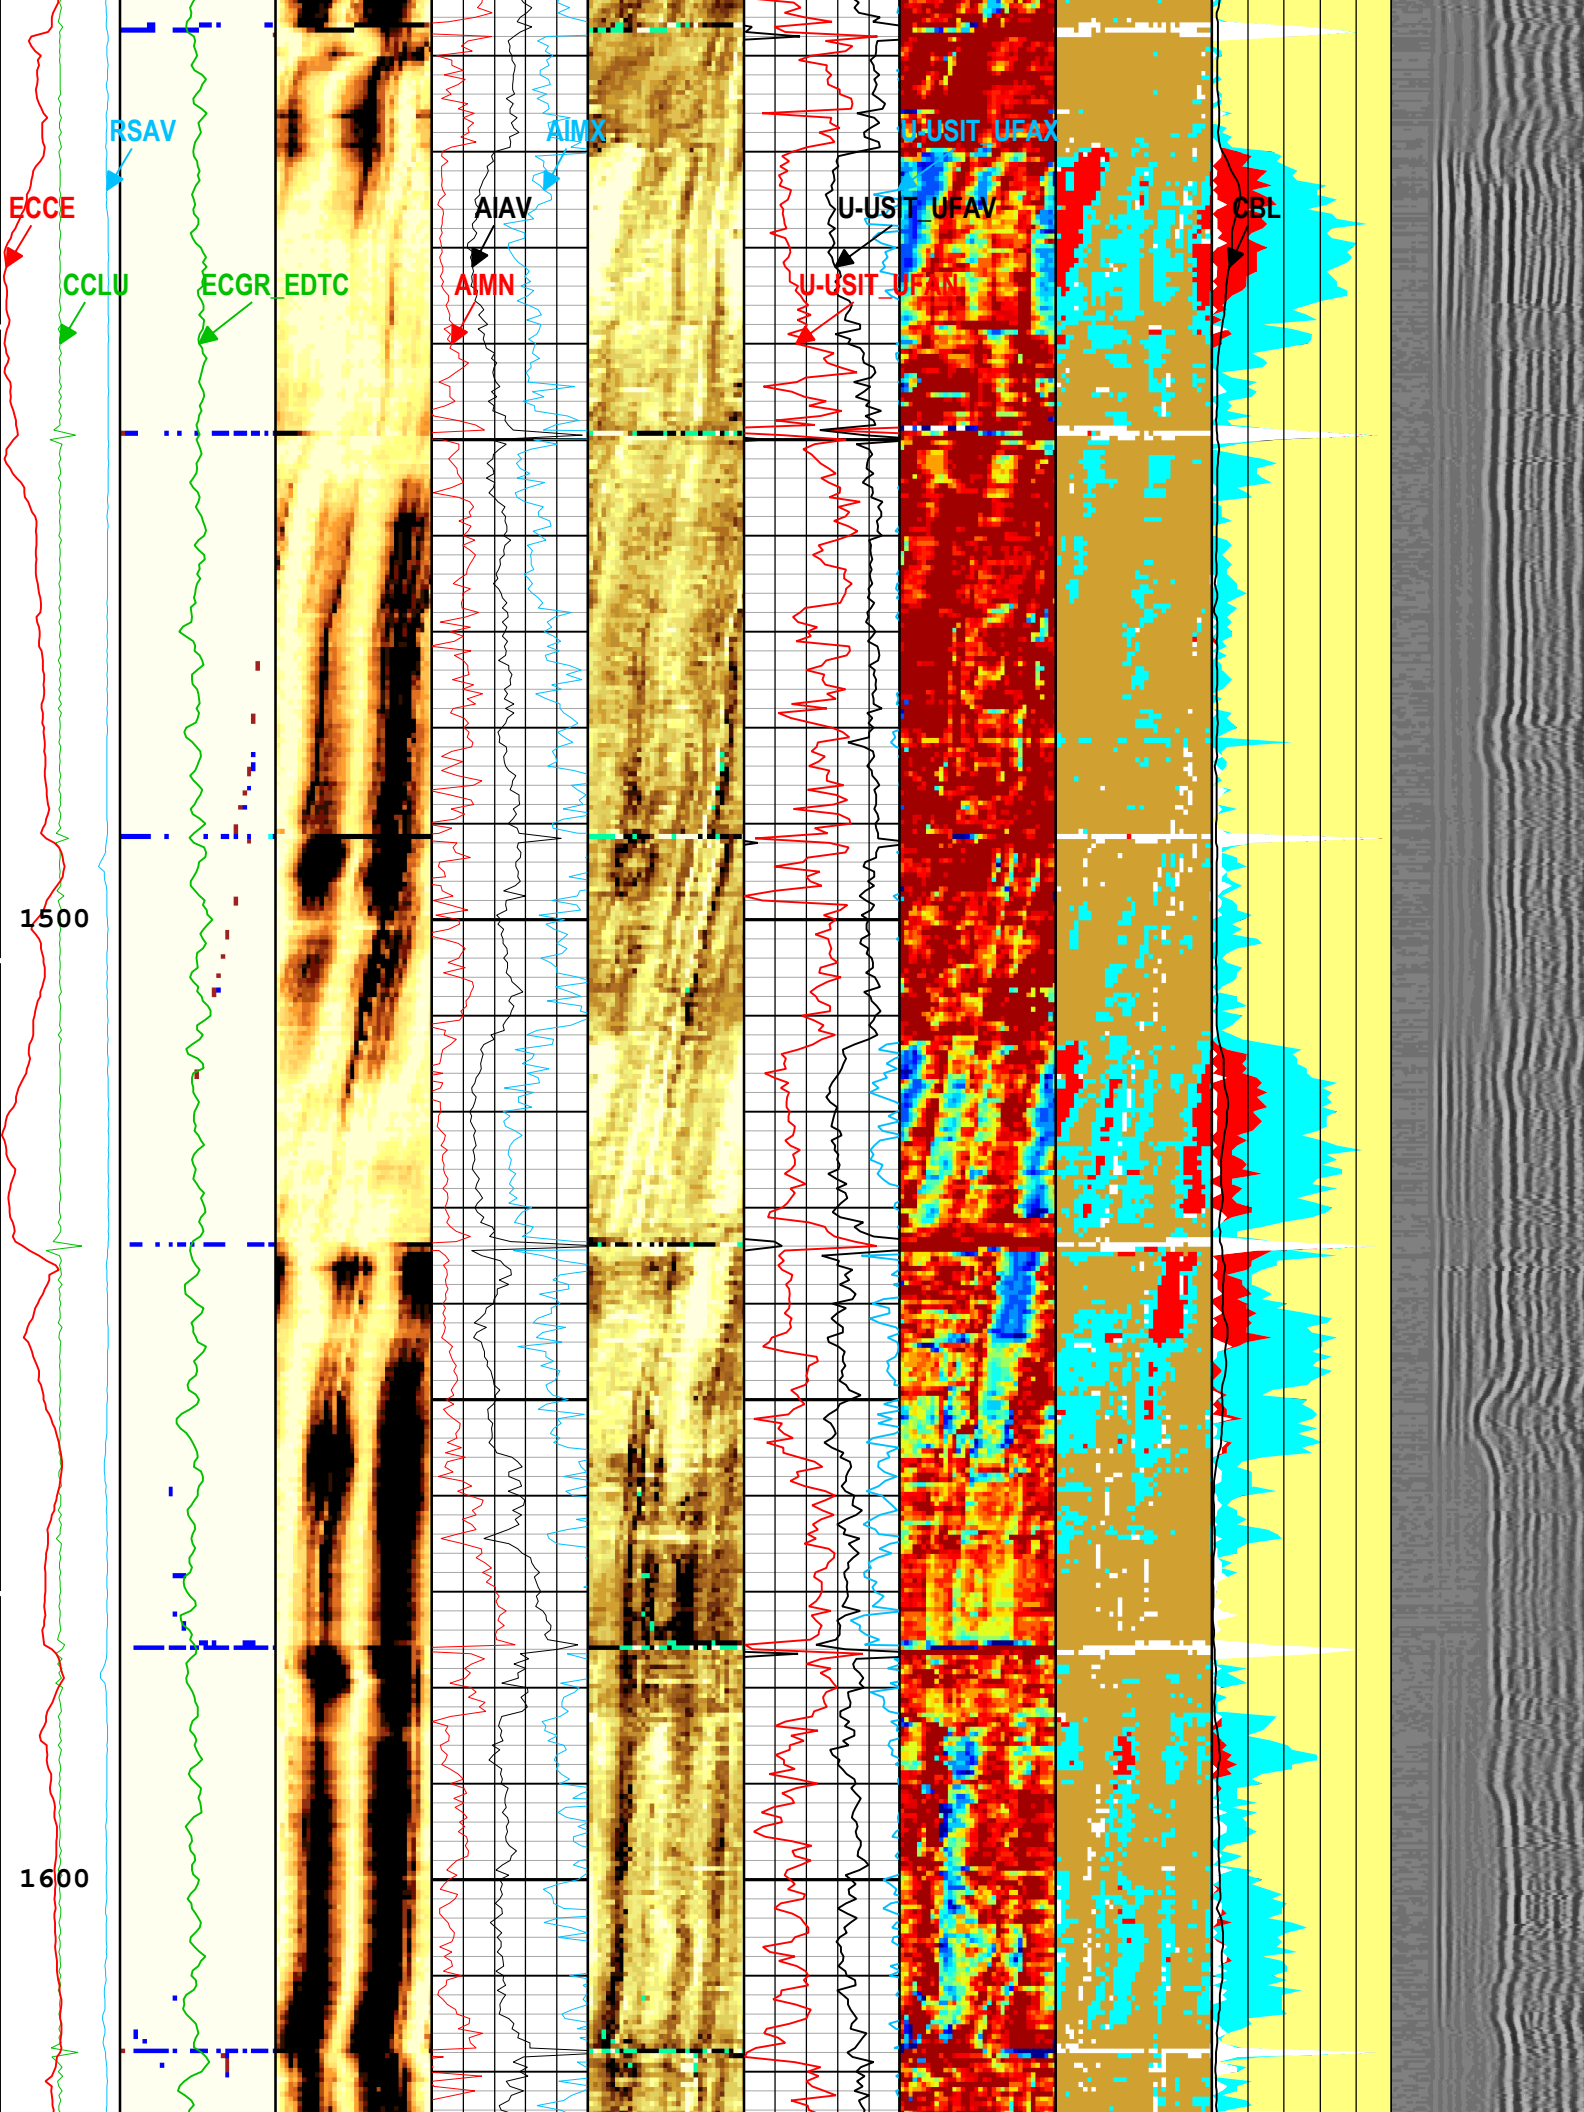 RSAV
AIMX
U-USIT_UFAX
ECCE
AIAV
U-USIT_UFAV
CBL
CCLU
ECGR_EDTC
AIMN
U-USIT_UFAN
1500
1600